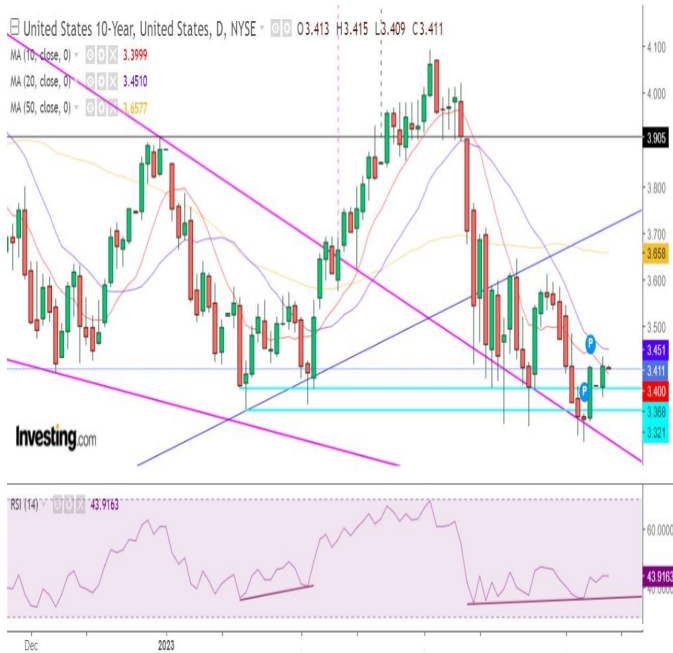 United States 10-Year, United States, D, NYSE O3.413 H3.415 L3.409 C3.411
MA (10, close, 0) 3.3999
MA (20, close, 0) 3.4510
MA (50, close, 0) 3.6577
4.100
4.000
3.905
3.800
3.700
3.658
3.600
3.500
3.451
3.411
3.400
3.368
3.321
P
P
Investing.com
RSI (14) 43.9163
60.0000
43.9163
40.0000
Dec 2023